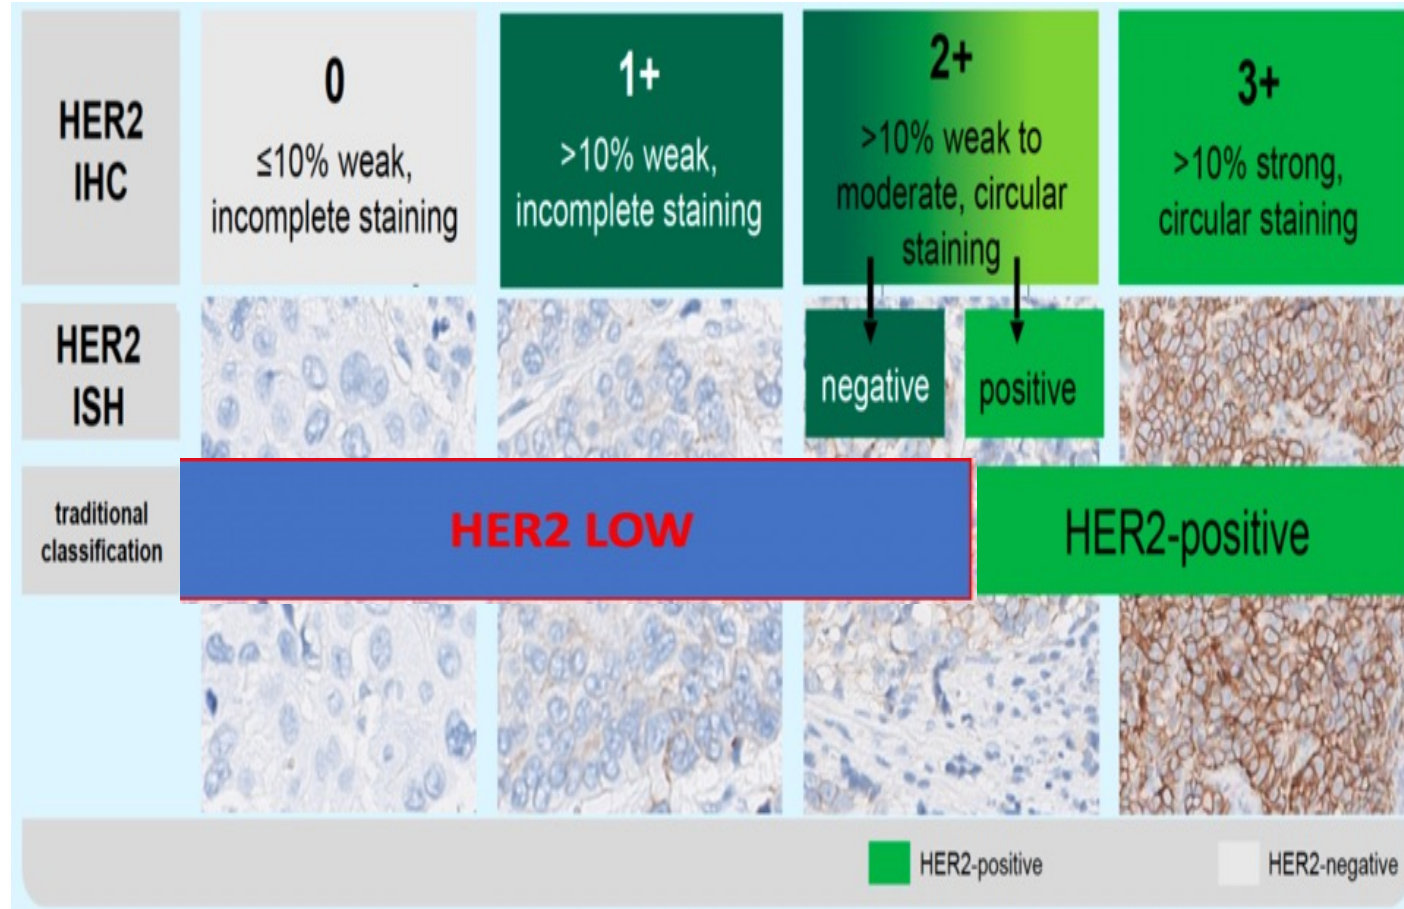 HER2
IHC
0
≤10% weak,
incomplete staining
1+
>10% weak,
incomplete staining
2+
>10% weak to
moderate, circular
staining
3+
>10% strong,
circular staining
HER2
ISH
negative
positive
traditional
classification
HER2 LOW
HER2-positive
HER2-positive
HER2-negative